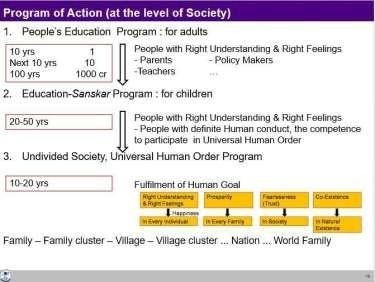 Program of Action (at the level of Society)
1. People's Education Program : for adults
10 yrs 1
Next 10 yrs 10
100 yrs 1000 cr
People with Right Understanding & Right Feelings
- Parents - Policy Makers
-Teachers ...
2. Education-Sanskar Program : for children
20-50 yrs
People with Right Understanding & Right Feelings
- People with definite Human conduct, the competence
to participate in Universal Human Order
3. Undivided Society, Universal Human Order Program
10-20 yrs
Fulfilment of Human Goal
Right Understanding
& Right Feelings
Prosperity
Fearlessness
(Trust)
Co-Existence
Happiness
In Every Individual
In Every Family
In Society
In Natural
Existence
Family – Family cluster – Village – Village cluster ... Nation ... World Family